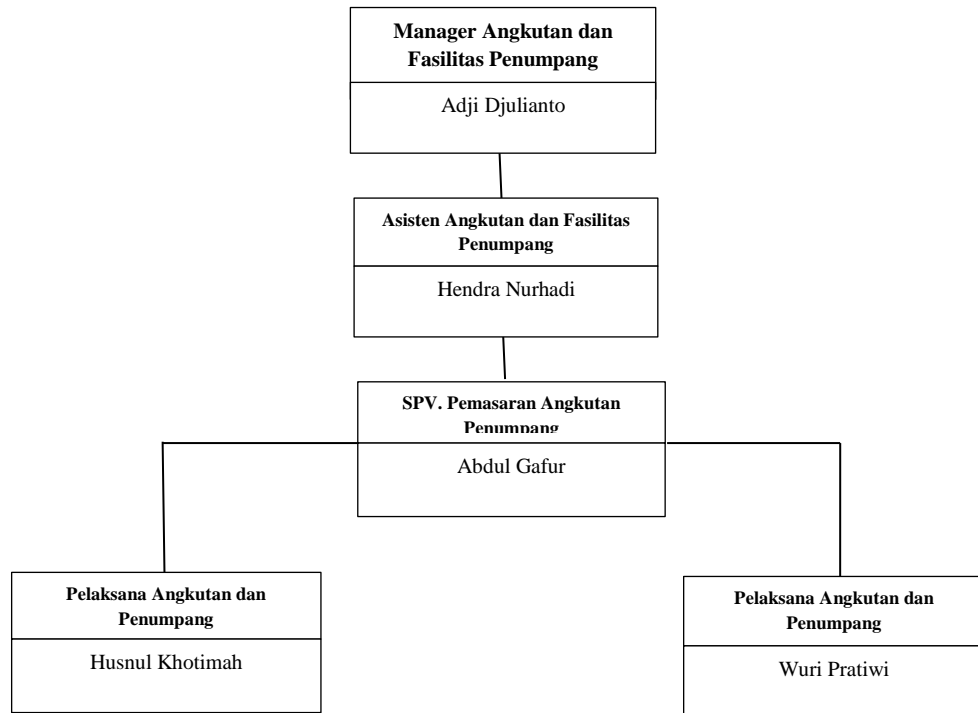 Manager Angkutan dan
Fasilitas Penumpang
Adji Djulianto
Asisten Angkutan dan Fasilitas
Penumpang
Hendra Nurhadi
SPV. Pemasaran Angkutan
Penumpang
Abdul Gafur
Pelaksana Angkutan dan
Penumpang
Husnul Khotimah
Pelaksana Angkutan dan
Penumpang
Wuri Pratiwi